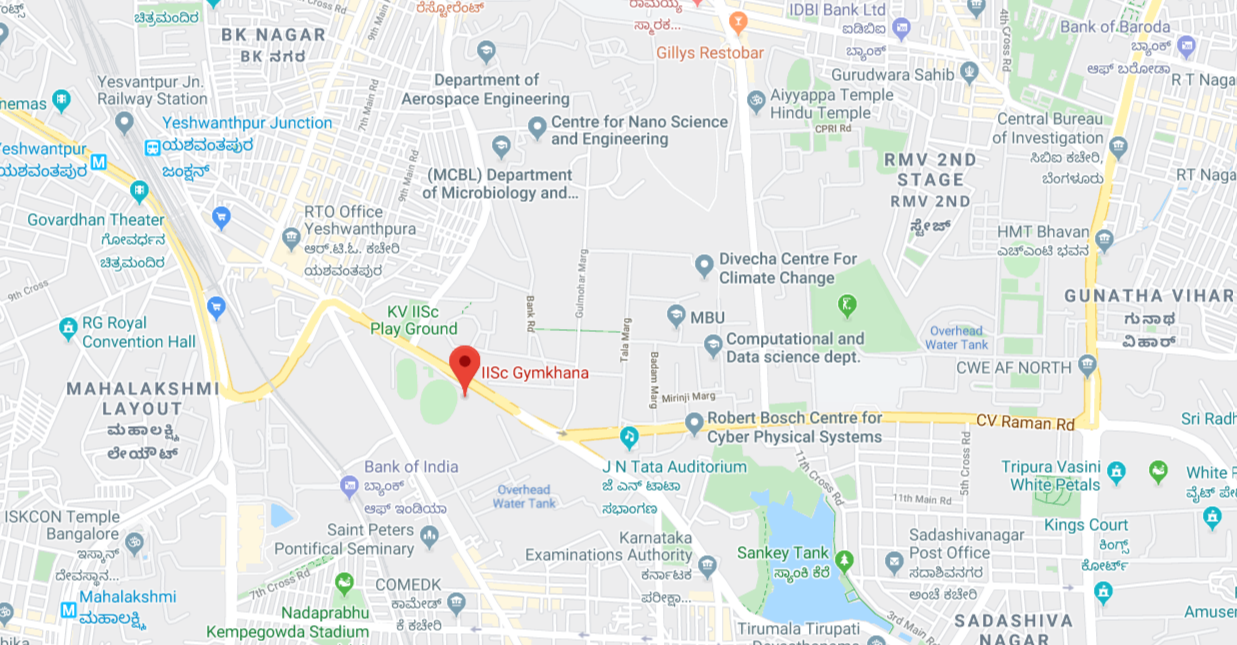 ಚಿತ್ರಮಂದಿರ
BK NAGAR
BK ನಗರ
9th Main Rd
ರೆಸ್ಟೋರೆಂಟ್
ಸ್ಮಾರಕ...
Gillys Restobar
IDBI Bank Ltd
ಐಡಿಬಿಐ
ಬ್ಯಾಂಕ್
4th Cross Rd
Bank of Baroda
ಬ್ಯಾಂಕ್
ಆಫ್ ಬರೋಡಾ
R T Nagar
Yesvantpur Jn.
Railway Station
nemas
Yeshwanthpur Junction
ಯಶವಂತಪುರ
ಜಂಕ್ಷನ್
eshwantpur
ಯಶವಂತಪುರ
7th Main Rd
9th Main Rd
Department of
Aerospace Engineering
Centre for Nano Science
and Engineering
(MCBL) Department
of Microbiology and...
Gurudwara Sahib
Aiyyappa Temple
Hindu Temple
CPRI Rd
Central Bureau
of Investigation
ಸಿಬಿಐ ಕಚೇರಿ,
ಬೆಂಗಳೂರು
RMV 2ND
STAGE
RMV 2ND
ಸ್ಟೇಜ್
RT Naga
Govardhan Theater
ಗೋವರ್ಧನ
ಚಿತ್ರಮಂದಿರ
RTO Office
Yeshwanthpura
ಆರ್.ಟಿ.ಓ. ಕಚೇರಿ
ಯಶವಂತಪುರ
HMT Bhavan
ಎಚ್ಎಂಟಿ ಭವನ
Divecha Centre For
Climate Change
9th Cross
Gulmohar Marg
Bank Rd
GUNATHA VIHAR
ಗುನಾಥ
ವಿಹಾರ್
RG Royal
Convention Hall
KV IISc
Play Ground
MBU
Tala Marg
Computational and
Data science dept.
Overhead
Water Tank
Badam Marg
IISc Gymkhana
CWE AF NORTH
MAHALAKSHMI
LAYOUT
ಮಹಾಲಕ್ಷ್ಮಿ
ಲೇಯೌಟ್
Mirinji Marg
Robert Bosch Centre for
Cyber Physical Systems
CV Raman Rd
Sri Radh
J N Tata Auditorium
ಜೆ ಎನ್ ಟಾಟಾ
ಸಭಾಂಗಣ
Bank of India
ಬ್ಯಾಂಕ್
ಆಫ್ ಇಂಡಿಯಾ
Overhead
Water Tank
11th Cross Rd
5th Cross Rd
11th Main Rd
Tripura Vasini
White Petals
White P
ವೈಟ್ ಪೇ
ISKCON Temple
Bangalore
ಇಸ್ಕಾನ್
ದೇವಸ್ಥಾನ...
Saint Peters
Pontifical Seminary
Karnataka
Examinations Authority
ಕರ್ನಾಟಕ
ಪರೀಕ್ಷಾ...
Sankey Tank
ಸ್ಯಾಂಕಿ ಕೆರೆ
Sadashivanagar
Post Office
ಸದಾಶಿವನಗರ
ಅಂಚೆ ಕಚೇರಿ
Kings Court
ಕಿಂಗ್ಸ್
ಕೋರ್ಟ್
7th Cross Rd
COMEDK
ಕಾಮೆಡ್
ಕೆ ಕಚೇರಿ
Mahalakshmi
ಮಹಾಲಕ್ಷ್ಮಿ
Nadaprabhu
Kempegowda Stadium
Tirumala Tirupati
3rd Main Rd
SADASHIVA
NAGAR
Amuser